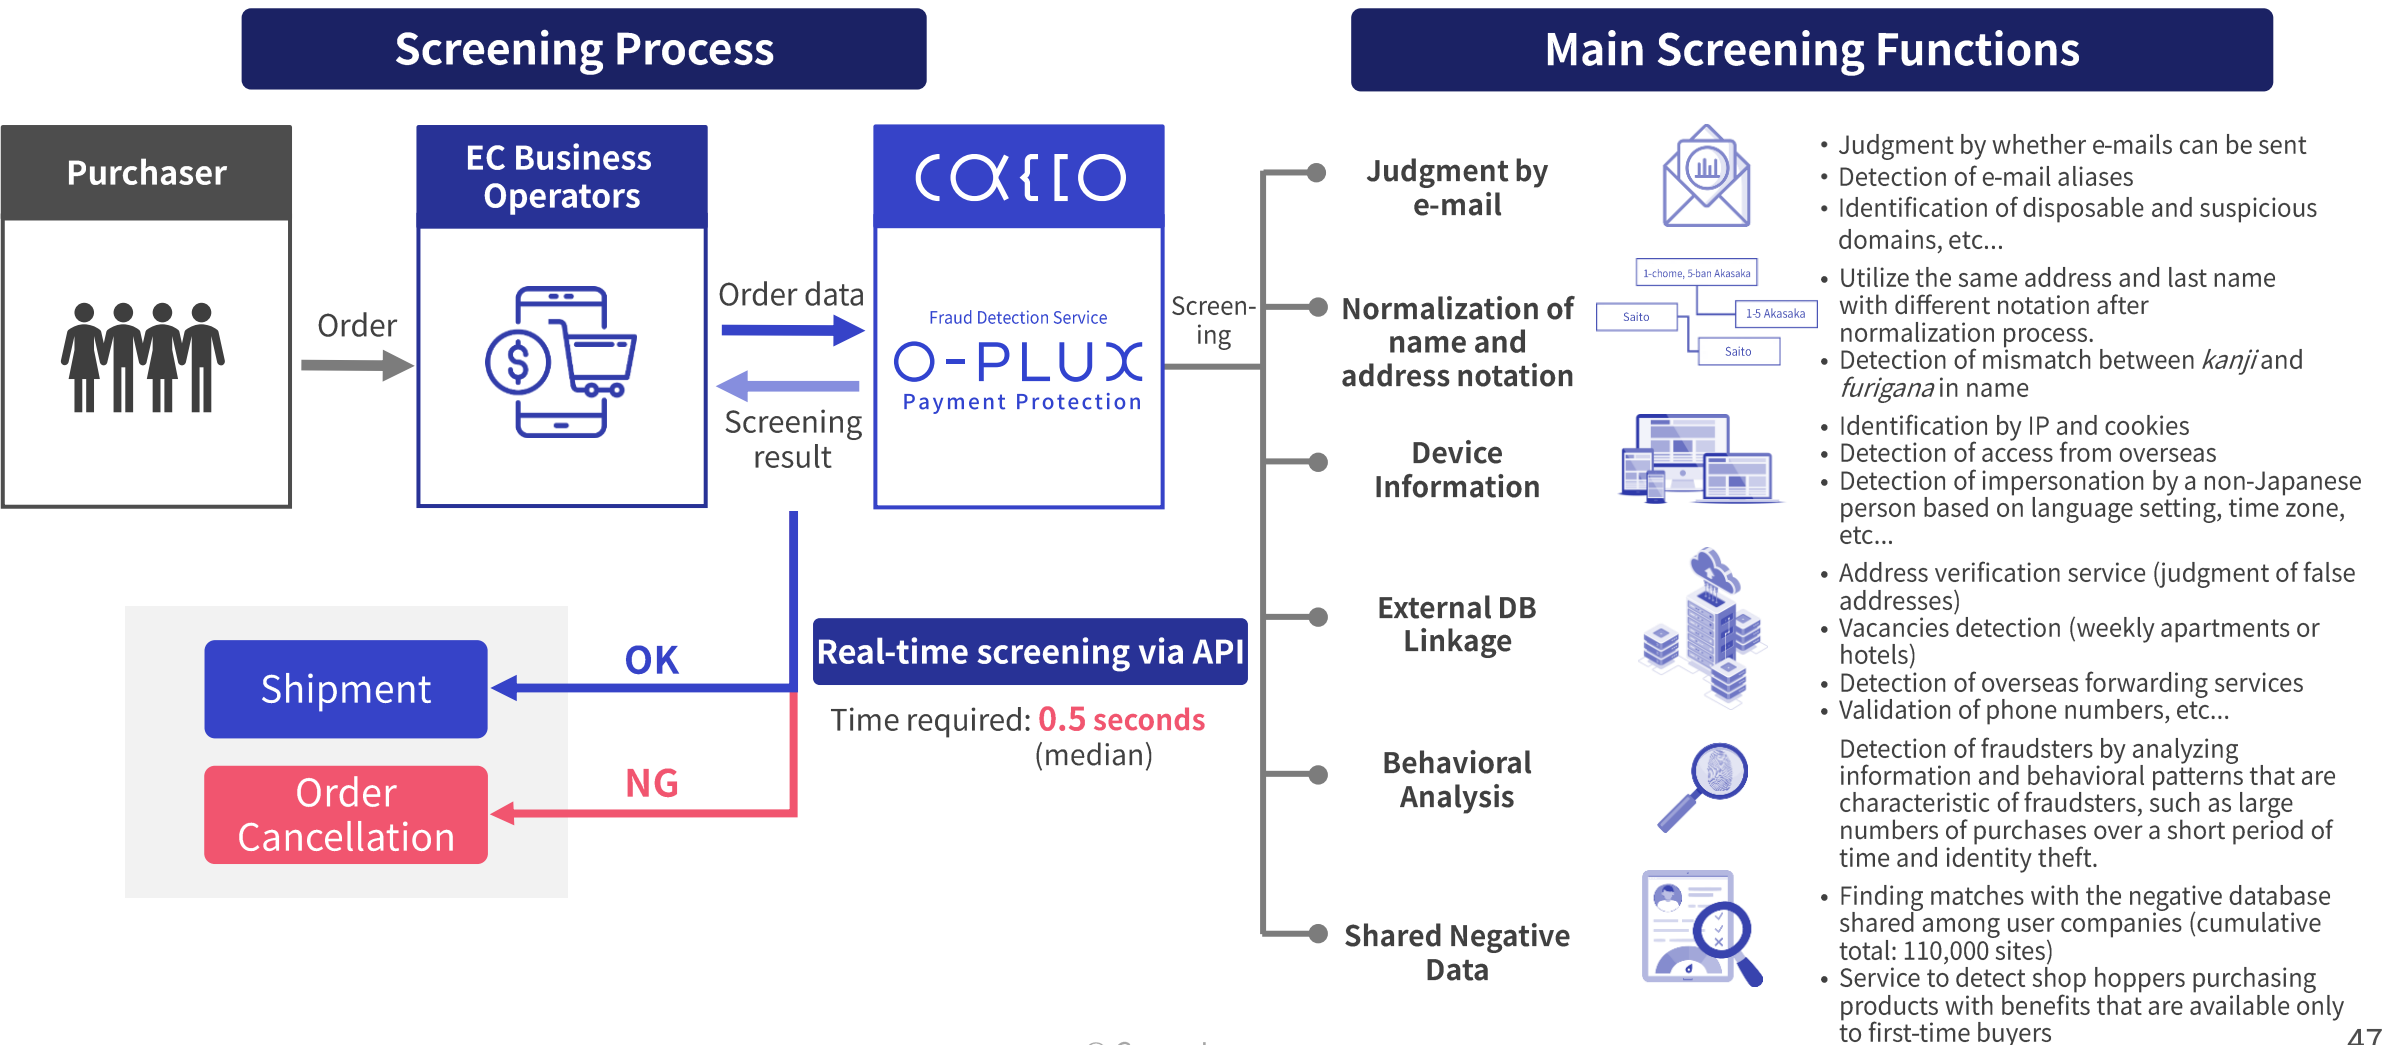 Screening Process
Purchaser
EC Business
Operators
cacco
Order
Order data
Screening
result
Fraud Detection Service
O-PLUX
Payment Protection
Screen-
ing
OK
Shipment
NG
Order
Cancellation
Real-time screening via API
Time required: 0.5 seconds
(median)
Main Screening Functions
Judgment by
e-mail
• Judgment by whether e-mails can be sent
• Detection of e-mail aliases
• Identification of disposable and suspicious
domains, etc...
Normalization of
name and
address notation
1-chome, 5-ban Akasaka
1-5 Akasaka
Saito
Saito
• Utilize the same address and last name
with different notation after
normalization process.
• Detection of mismatch between kanji and
furigana in name
Device
Information
• Identification by IP and cookies
• Detection of access from overseas
• Detection of impersonation by a non-Japanese
person based on language setting, time zone,
etc...
External DB
Linkage
• Address verification service (judgment of false
addresses)
• Vacancies detection (weekly apartments or
hotels)
• Detection of overseas forwarding services
• Validation of phone numbers, etc...
Behavioral
Analysis
Detection of fraudsters by analyzing
information and behavioral patterns that are
characteristic of fraudsters, such as large
numbers of purchases over a short period of
time and identity theft.
Shared Negative
Data
• Finding matches with the negative database
shared among user companies (cumulative
total: 110,000 sites)
• Service to detect shop hoppers purchasing
products with benefits that are available only
to first-time buyers
47